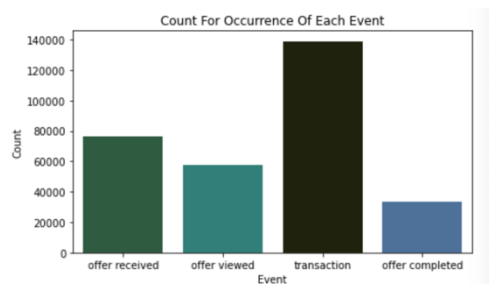 Count For Occurrence Of Each Event
140000
120000
100000
80000
60000
40000
20000
0
Count
offer received offer viewed transaction offer completed
Event